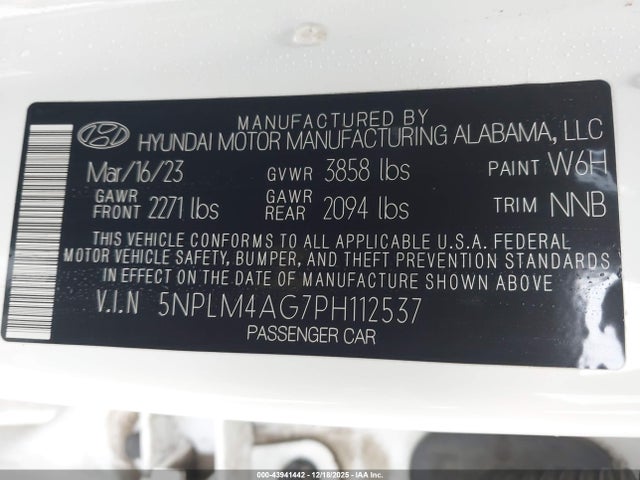 MANUFACTURED BY
HYUNDAI MOTOR MANUFACTURING ALABAMA, LLC
Mar/16/23 GVWR 3858 lbs PAINT W6H
GAWR FRONT 2271 lbs GAWR REAR 2094 lbs TRIM NNB
THIS VEHICLE CONFORMS TO ALL APPLICABLE U.S.A. FEDERAL
MOTOR VEHICLE SAFETY, BUMPER, AND THEFT PREVENTION STANDARDS
IN EFFECT ON THE DATE OF MANUFACTURE SHOWN ABOVE
V.I.N 5NPLM4AG7PH112537
PASSENGER CAR
000-43941442 - 12/18/2025 - IAAI.COM